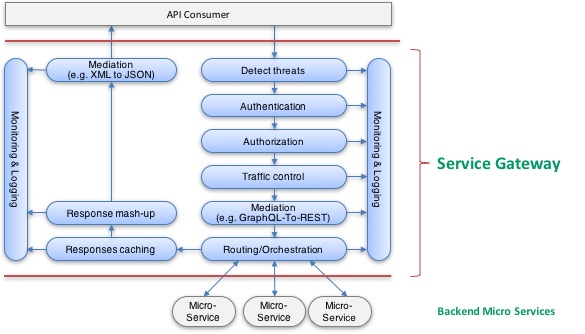 API Consumer
Mediation
(e.g. XML to JSON)
Detect threats
Authentication
Authorization
Traffic control
Mediation
(e.g. GraphQL-To-REST)
Routing/Orchestration
Response mash-up
Responses caching
Monitoring & Logging
Monitoring & Logging
Service Gateway
Micro-
Service
Micro-
Service
Micro-
Service
Backend Micro Services